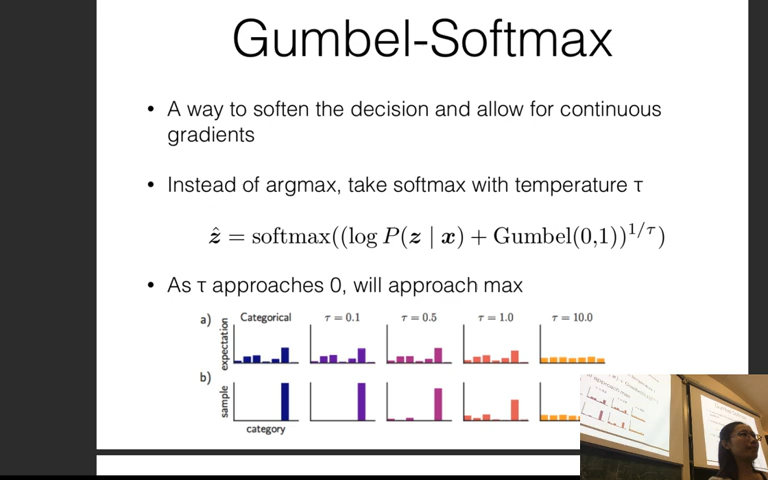 Gumbel-Softmax
• A way to soften the decision and allow for continuous
gradients
• Instead of argmax, take softmax with temperature τ
ẑ = softmax((log P(z | x) + Gumbel(0,1))^{1/τ})
• As τ approaches 0, will approach max
a) Categorical τ = 0.1 τ = 0.5 τ = 1.0 τ = 10.0
expectation
b)
sample
category